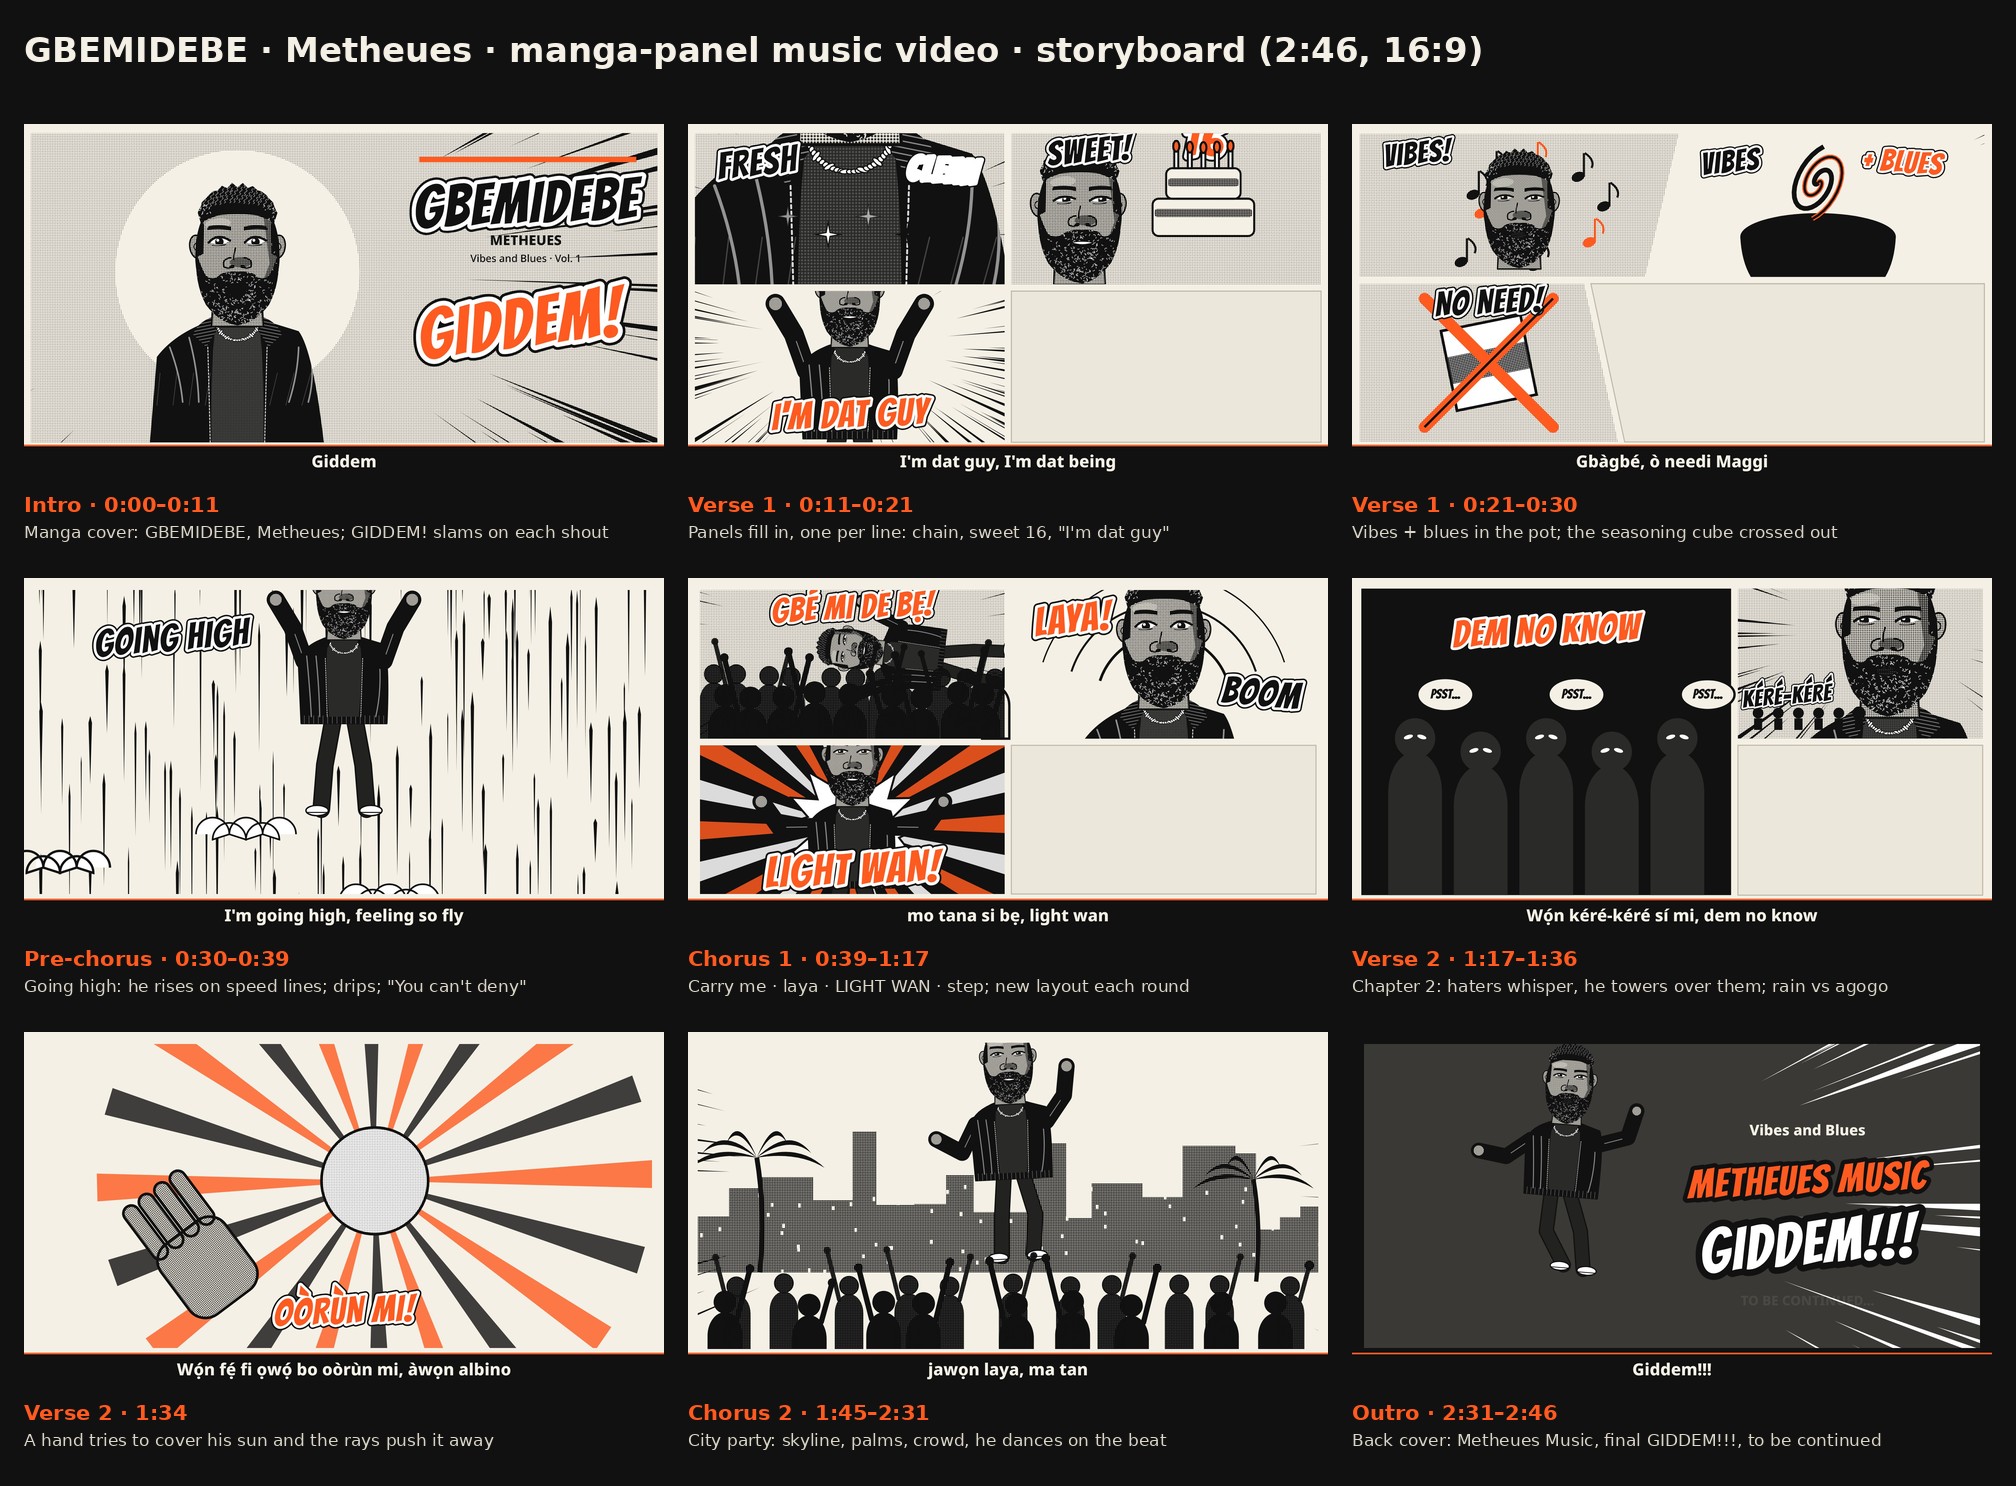 GBEMIDEBE · Metheues · manga-panel music video · storyboard (2:46, 16:9)
GBEMIDEBE
METHEUES
Vibes and Blues · Vol. 1
GIDDEM!
Giddem
Intro · 0:00–0:11
Manga cover: GBEMIDEBE, Metheues; GIDDEM! slams on each shout
FRESH
CLEAN
SWEET!
16
I'M DAT GUY
I'm dat guy, I'm dat being
Verse 1 · 0:11–0:21
Panels fill in, one per line: chain, sweet 16, "I'm dat guy"
VIBES!
VIBES
+ BLUES
NO NEED!
Gbàgbé, ò needi Maggi
Verse 1 · 0:21–0:30
Vibes + blues in the pot; the seasoning cube crossed out
GOING HIGH
I'm going high, feeling so fly
Pre-chorus · 0:30–0:39
Going high: he rises on speed lines; drips; "You can't deny"
GBÉ MI DE BẸ!
LAYA!
BOOM
LIGHT WAN!
mo tana si bẹ, light wan
Chorus 1 · 0:39–1:17
Carry me · laya · LIGHT WAN · step; new layout each round
DEM NO KNOW
PSST...
PSST...
PSST...
KÉRÉ-KÉRÉ
Wọ́n kéré-kéré sí mi, dem no know
Verse 2 · 1:17–1:36
Chapter 2: haters whisper, he towers over them; rain vs agogo
OÒRÙN MI!
Wọ́n fẹ́ fi ọwọ́ bo oòrùn mi, àwọn albino
Verse 2 · 1:34
A hand tries to cover his sun and the rays push it away
jawọn laya, ma tan
Chorus 2 · 1:45–2:31
City party: skyline, palms, crowd, he dances on the beat
Vibes and Blues
METHEUES MUSIC
GIDDEM!!!
TO BE CONTINUED...
Giddem!!!
Outro · 2:31–2:46
Back cover: Metheues Music, final GIDDEM!!!, to be continued